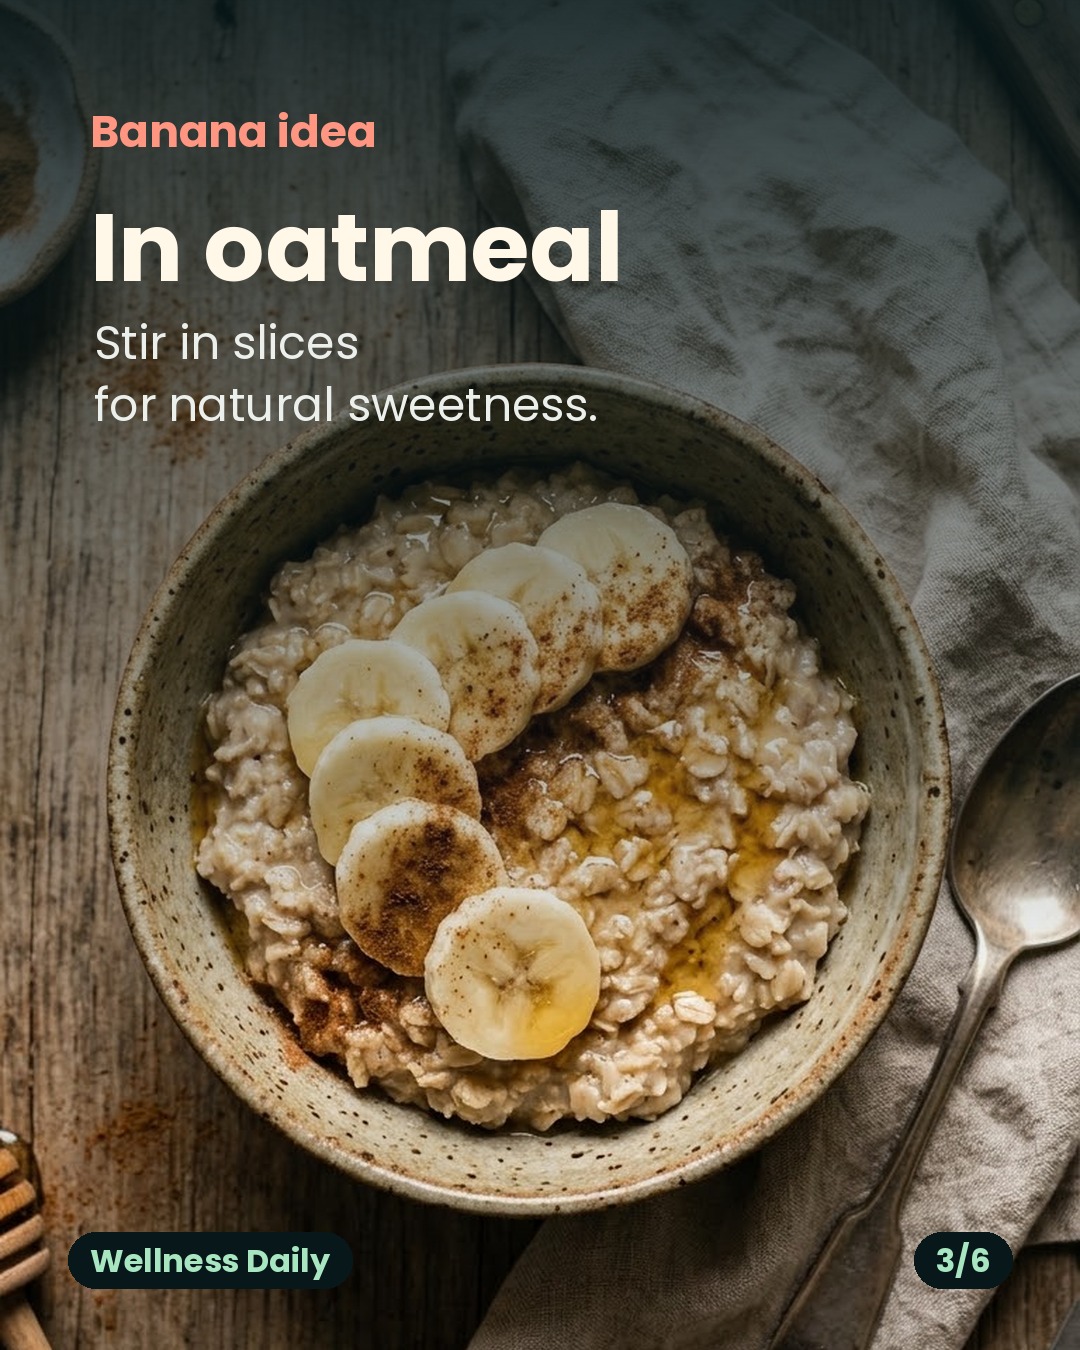 Banana idea
In oatmeal
Stir in slices
for natural sweetness.
Wellness Daily
3/6